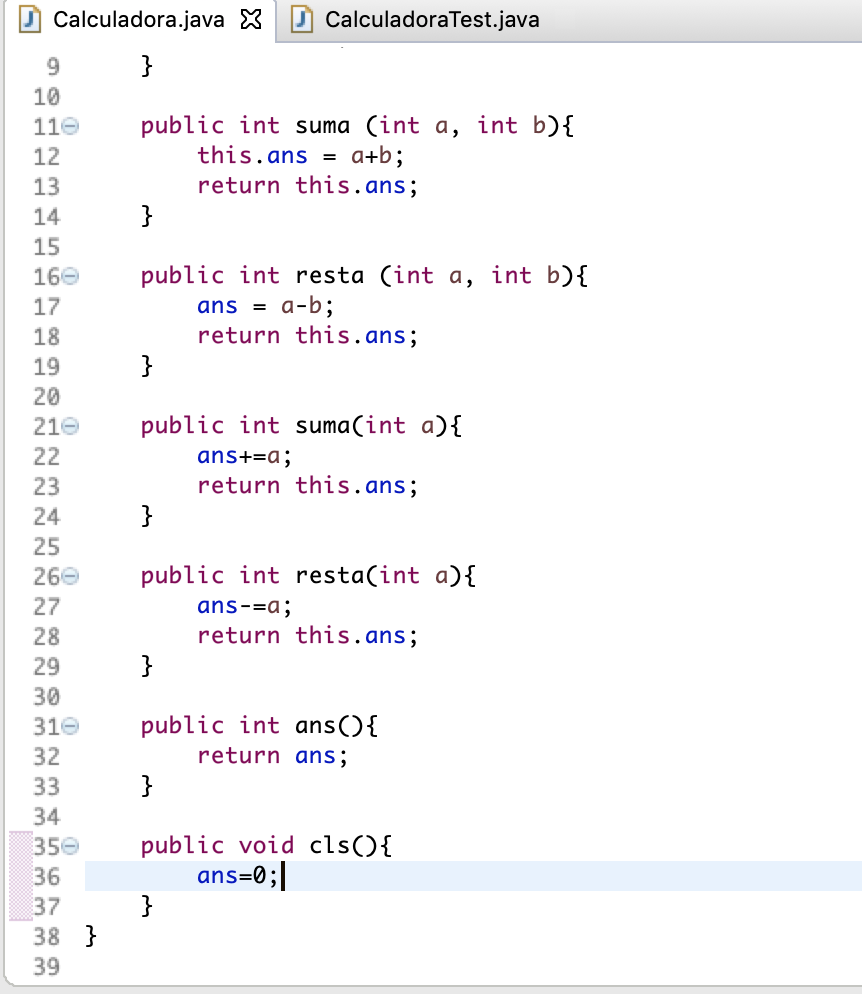 Calculadora.java CalculadoraTest.java
9 }
10
11 public int suma (int a, int b){
12 this.ans = a+b;
13 return this.ans;
14 }
15
16 public int resta (int a, int b){
17 ans = a-b;
18 return this.ans;
19 }
20
21 public int suma(int a){
22 ans+=a;
23 return this.ans;
24 }
25
26 public int resta(int a){
27 ans-=a;
28 return this.ans;
29 }
30
31 public int ans(){
32 return ans;
33 }
34
35 public void cls(){
36 ans=0;
37 }
38 }
39